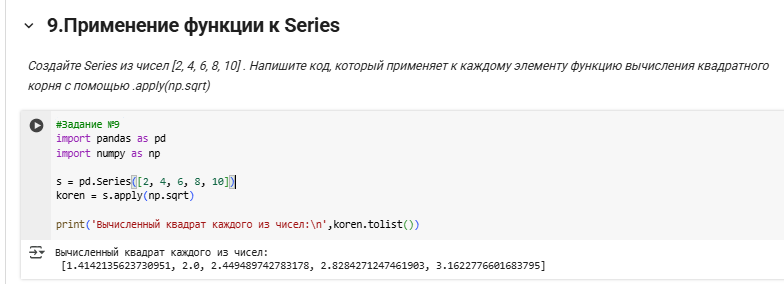 9.Применение функции к Series
Создайте Series из чисел [2, 4, 6, 8, 10] . Напишите код, который применяет к каждому элементу функцию вычисления квадратного
корня с помощью .apply(np.sqrt)
#Задание №9
import pandas as pd
import numpy as np
s = pd.Series([2, 4, 6, 8, 10])
koren = s.apply(np.sqrt)
print('Вычисленный квадрат каждого из чисел:\n',koren.tolist())
Вычисленный квадрат каждого из чисел:
[1.4142135623730951, 2.0, 2.449489742783178, 2.8284271247461903, 3.1622776601683795]